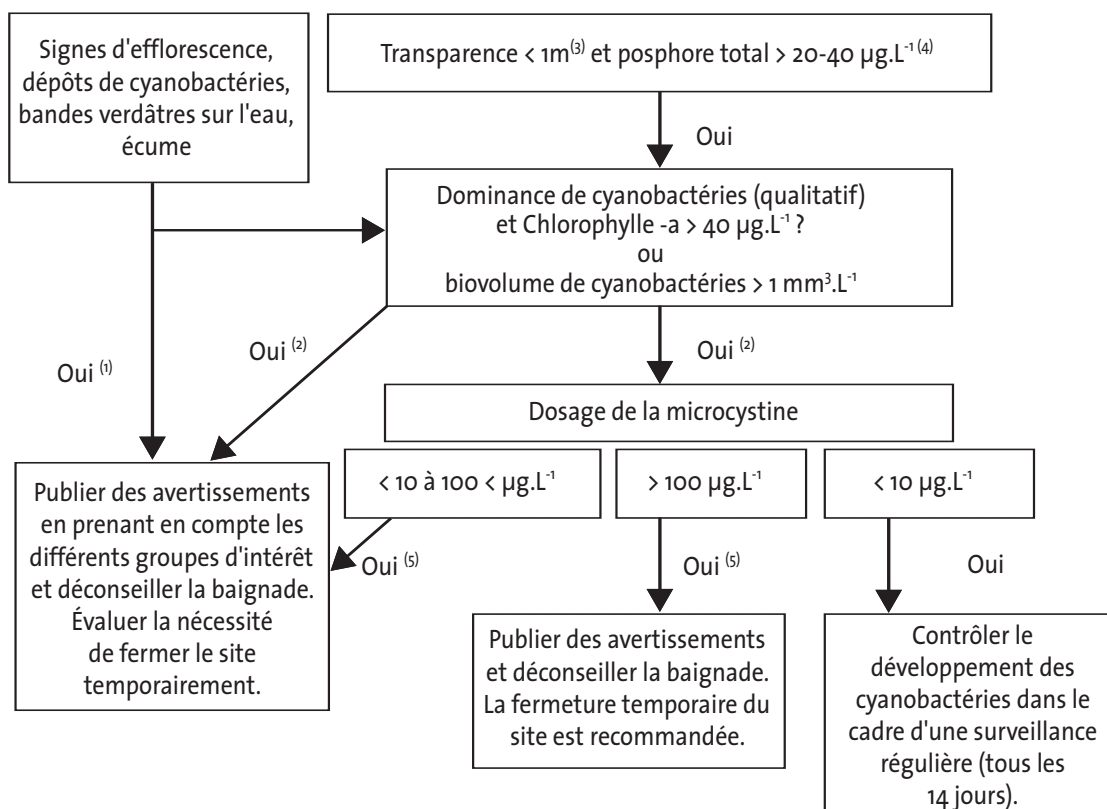 Signes d'efflorescence,
dépôts de cyanobactéries,
bandes verdâtres sur l'eau,
écume
Transparence < 1m⁽³⁾ et posphore total > 20-40 µg.L⁻¹ ⁽⁴⁾
Oui
Dominance de cyanobactéries (qualitatif)
et Chlorophylle -a > 40 µg.L⁻¹ ?
ou
biovolume de cyanobactéries > 1 mm³.L⁻¹
Oui ⁽¹⁾
Oui ⁽²⁾
Oui ⁽²⁾
Dosage de la microcystine
< 10 à 100 < µg.L⁻¹
> 100 µg.L⁻¹
< 10 µg.L⁻¹
Oui ⁽⁵⁾
Oui ⁽⁵⁾
Oui
Publier des avertissements
en prenant en compte les
différents groupes d'intérêt
et déconseiller la baignade.
Évaluer la nécessité
de fermer le site
temporairement.
Publier des avertissements
et déconseiller la baignade.
La fermeture temporaire du
site est recommandée.
Contrôler le
développement des
cyanobactéries dans le
cadre d'une surveillance
régulière (tous les
14 jours).